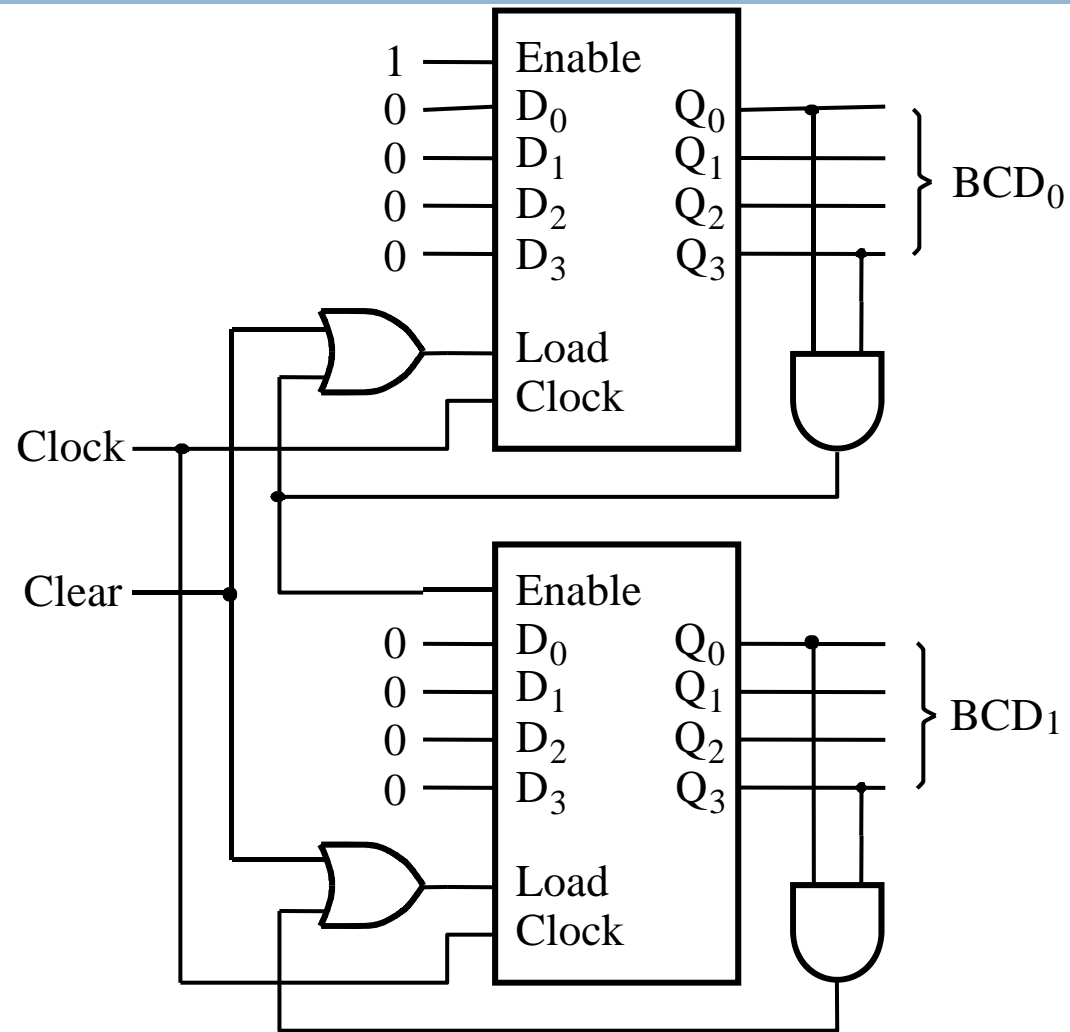 1 Enable
0 D0 Q0
0 D1 Q1
0 D2 Q2
0 D3 Q3
BCD0
Load
Clock
Clock
Clear
Enable
0 D0 Q0
0 D1 Q1
0 D2 Q2
0 D3 Q3
BCD1
Load
Clock